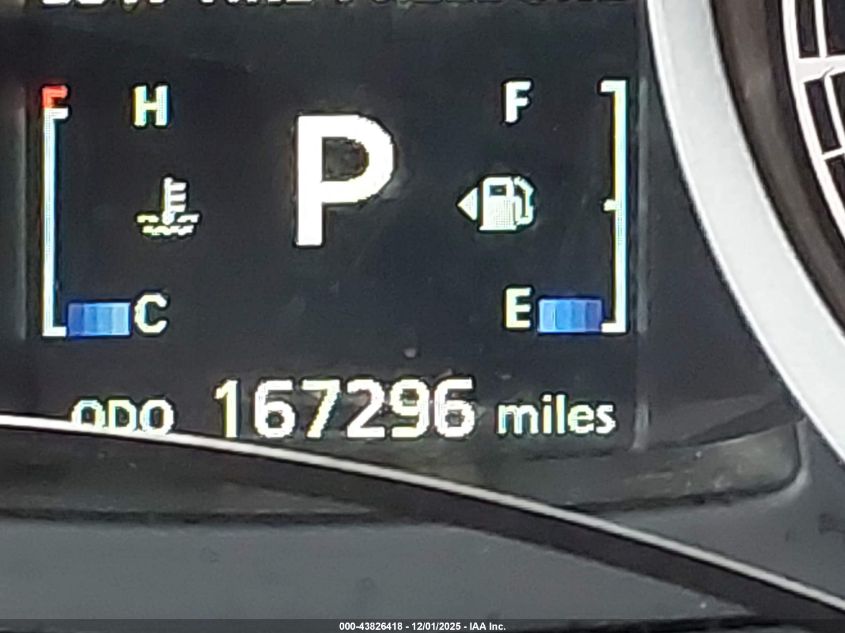 H F
P
C E
ODO 167296 miles
000-43826418 - 12/01/2025 - IAA Inc.